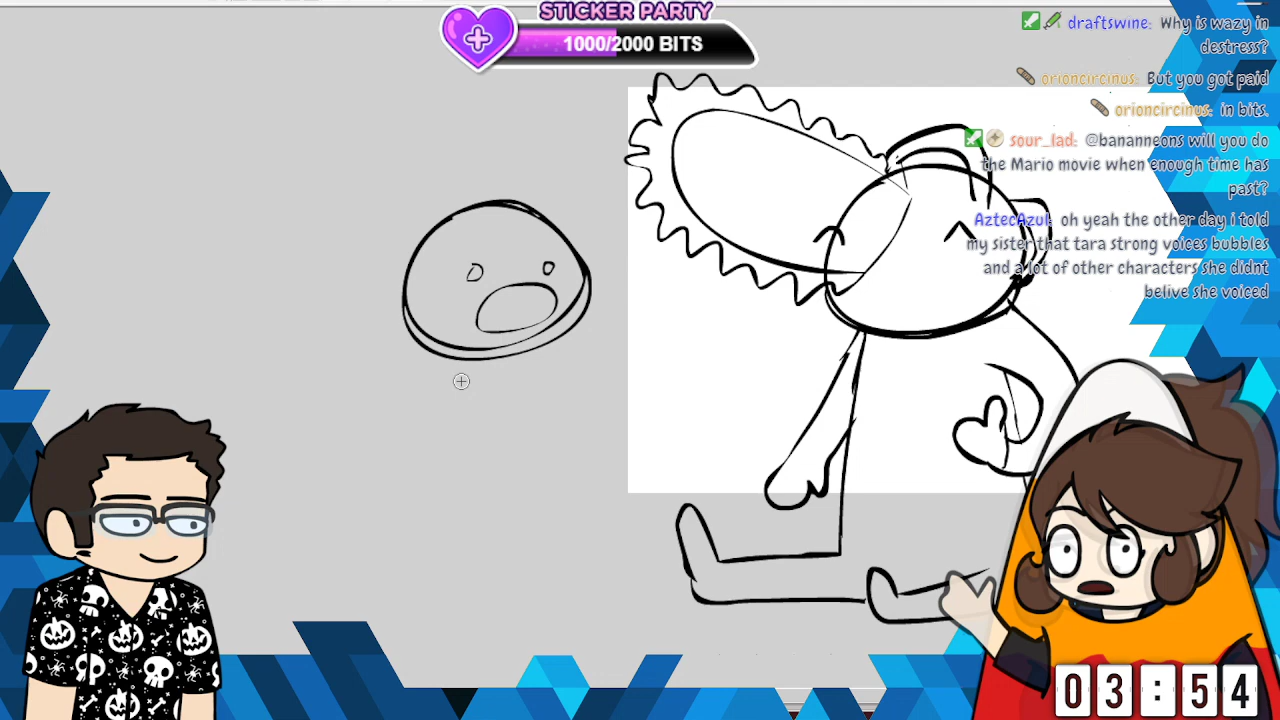 STICKER PARTY
1000/2000 BITS
draftswine: Why is wazy in
destress?
orioncircinus: But you got paid
orioncircinus: in bits.
sour_lad: @bananneons will you do
the Mario movie when enough time has
past?
AztecAzul: oh yeah the other day i told
my sister that tara strong voices bubbles
and a lot of other characters she didnt
belive she voiced
03:54